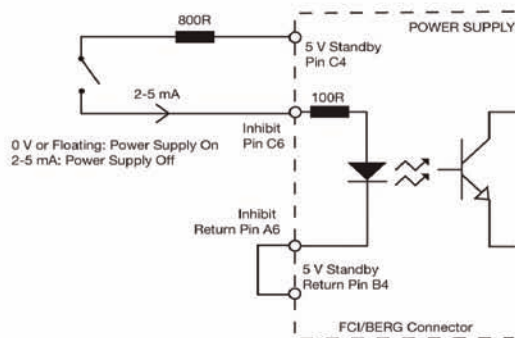 800R
POWER SUPPLY
5 V Standby
Pin C4
2-5 mA
100R
Inhibit
Pin C6
0 V or Floating: Power Supply On
2-5 mA: Power Supply Off
Inhibit
Return Pin A6
5 V Standby
Return Pin B4
FCI/BERG Connector